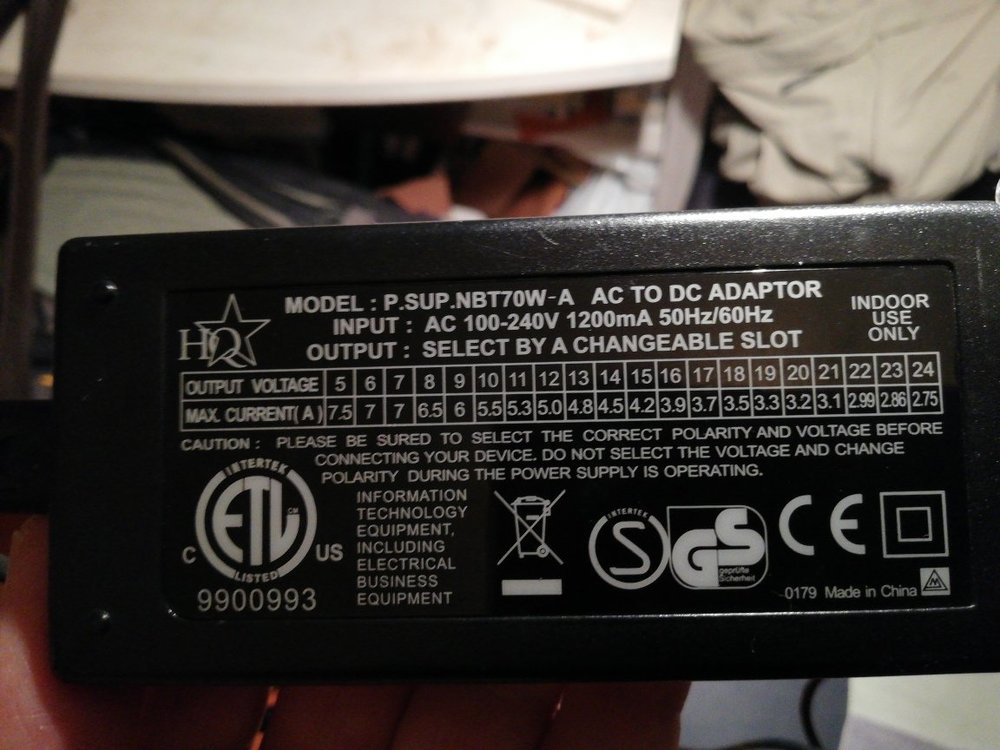 HQ
MODEL : P.SUP.NBT70W-A AC TO DC ADAPTOR
INPUT : AC 100-240V 1200mA 50Hz/60Hz
OUTPUT : SELECT BY A CHANGEABLE SLOT
INDOOR
USE
ONLY
OUTPUT VOLTAGE 5 6 7 8 9 10 11 12 13 14 15 16 17 18 19 20 21 22 23 24
MAX. CURRENT(A) 7.5 7 7 6.5 6 5.5 5.3 5.0 4.8 4.5 4.2 3.9 3.7 3.5 3.3 3.2 3.1 2.99 2.86 2.75
CAUTION : PLEASE BE SURED TO SELECT THE CORRECT POLARITY AND VOLTAGE BEFORE
CONNECTING YOUR DEVICE. DO NOT SELECT THE VOLTAGE AND CHANGE
POLARITY DURING THE POWER SUPPLY IS OPERATING.
INTERTEK
ETL CM
LISTED
C US
9900993
INFORMATION
TECHNOLOGY
EQUIPMENT,
INCLUDING
ELECTRICAL
BUSINESS
EQUIPMENT
INTERTEK
S
GS
geprüfte
Sicherheit
CE
0179 Made in China